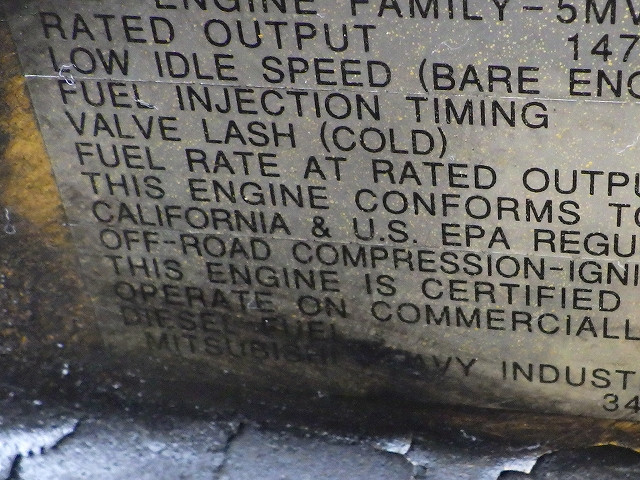 ENGINE FAMILY-5MV
RATED OUTPUT 147
LOW IDLE SPEED (BARE ENG
FUEL INJECTION TIMING
VALVE LASH (COLD)
FUEL RATE AT RATED OUTPU
THIS ENGINE CONFORMS TO
CALIFORNIA & U.S. EPA REGU
OFF-ROAD COMPRESSION-IGNI
THIS ENGINE IS CERTIFIED
OPERATE ON COMMERCIALL
DIESEL FUEL
MITSUBISHI HEAVY INDUST
34